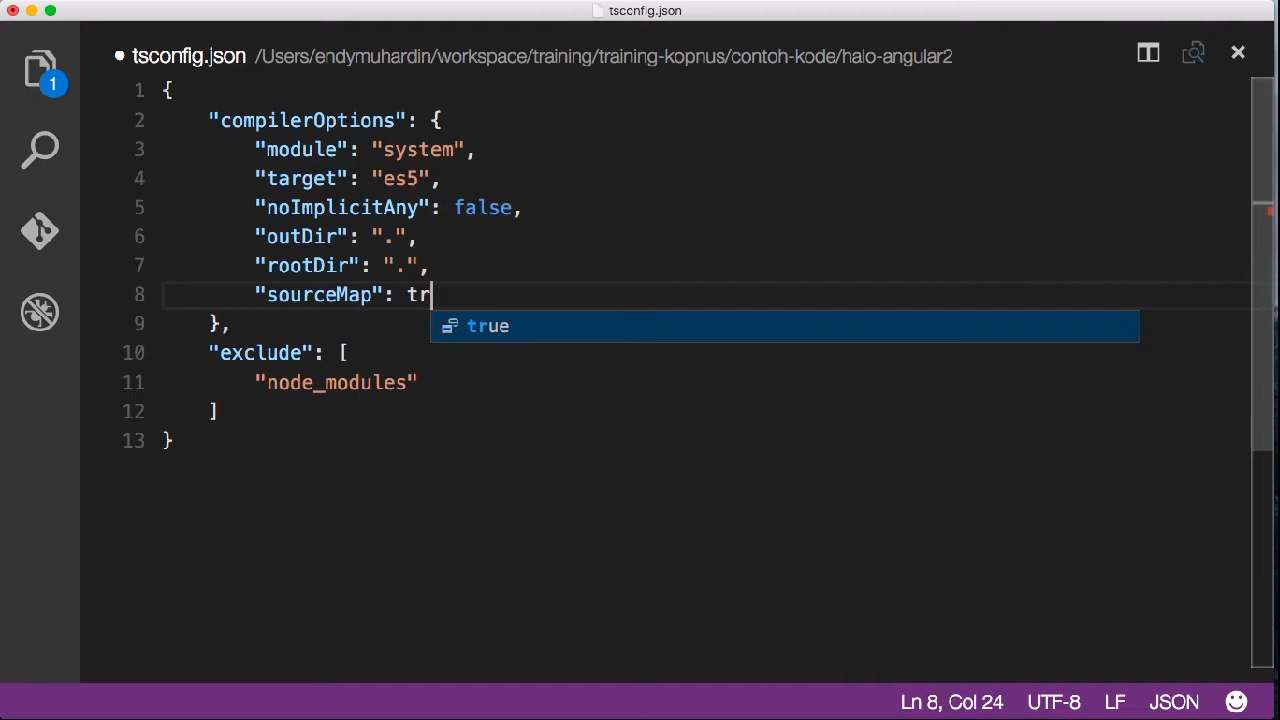 tsconfig.json
tsconfig.json /Users/endymuhardin/workspace/training/training-kopnus/contoh-kode/halo-angular2
1
1 {
2 "compilerOptions": {
3 "module": "system",
4 "target": "es5",
5 "noImplicitAny": false,
6 "outDir": ".",
7 "rootDir": ".",
8 "sourceMap": tr
true
9 },
10 "exclude": [
11 "node_modules"
12 ]
13 }
Ln 8, Col 24 UTF-8 LF JSON